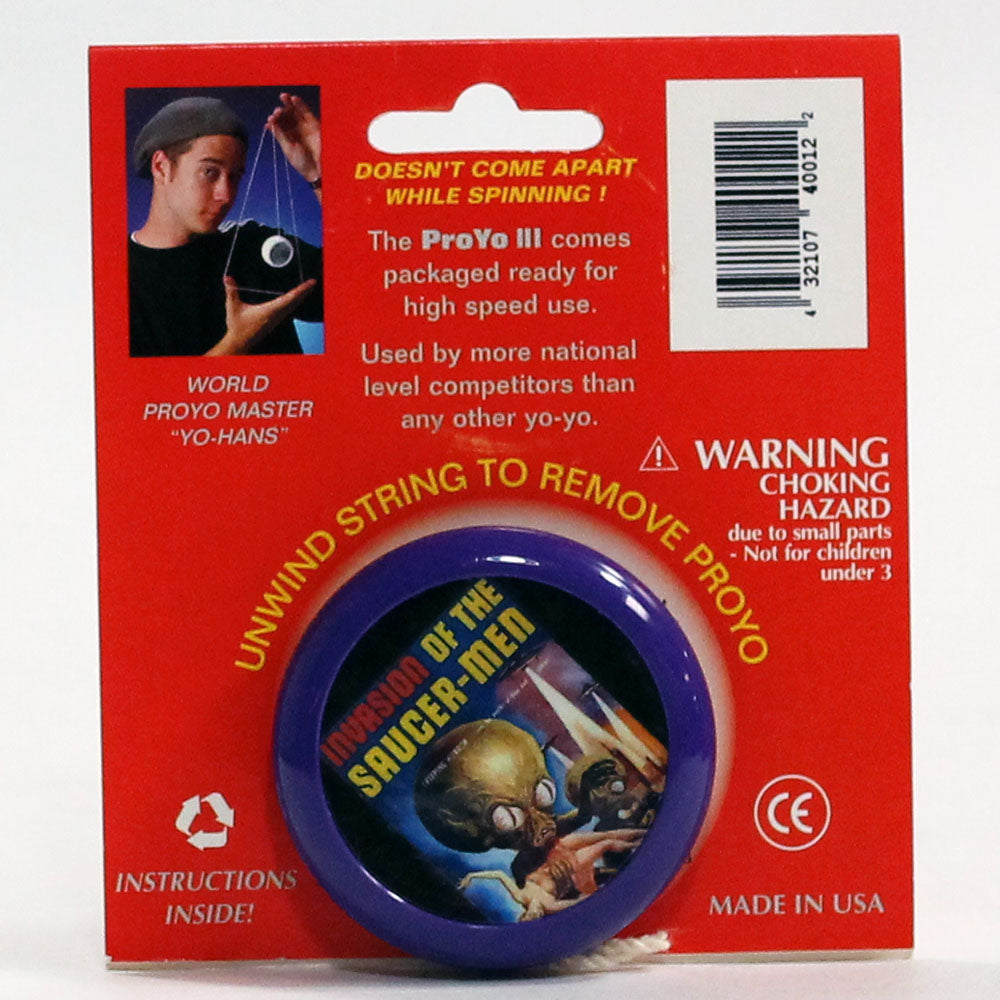 DOESN'T COME APART
WHILE SPINNING !
The ProYo III comes
packaged ready for
high speed use.
Used by more national
level competitors than
any other yo-yo.
WORLD
PROYO MASTER
"YO-HANS"
4 32107 40012 2
WARNING
CHOKING
HAZARD
due to small parts
- Not for children
under 3
UNWIND STRING TO REMOVE PROYO
INVASION OF THE
SAUCER-MEN
INSTRUCTIONS
INSIDE!
CE
MADE IN USA